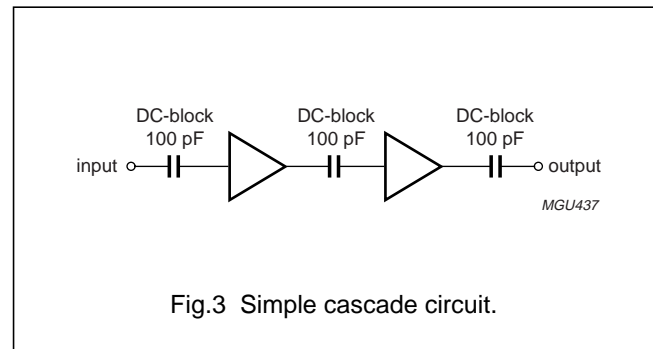 DC-block DC-block DC-block
100 pF 100 pF 100 pF
input output
MGU437
Fig.3 Simple cascade circuit.